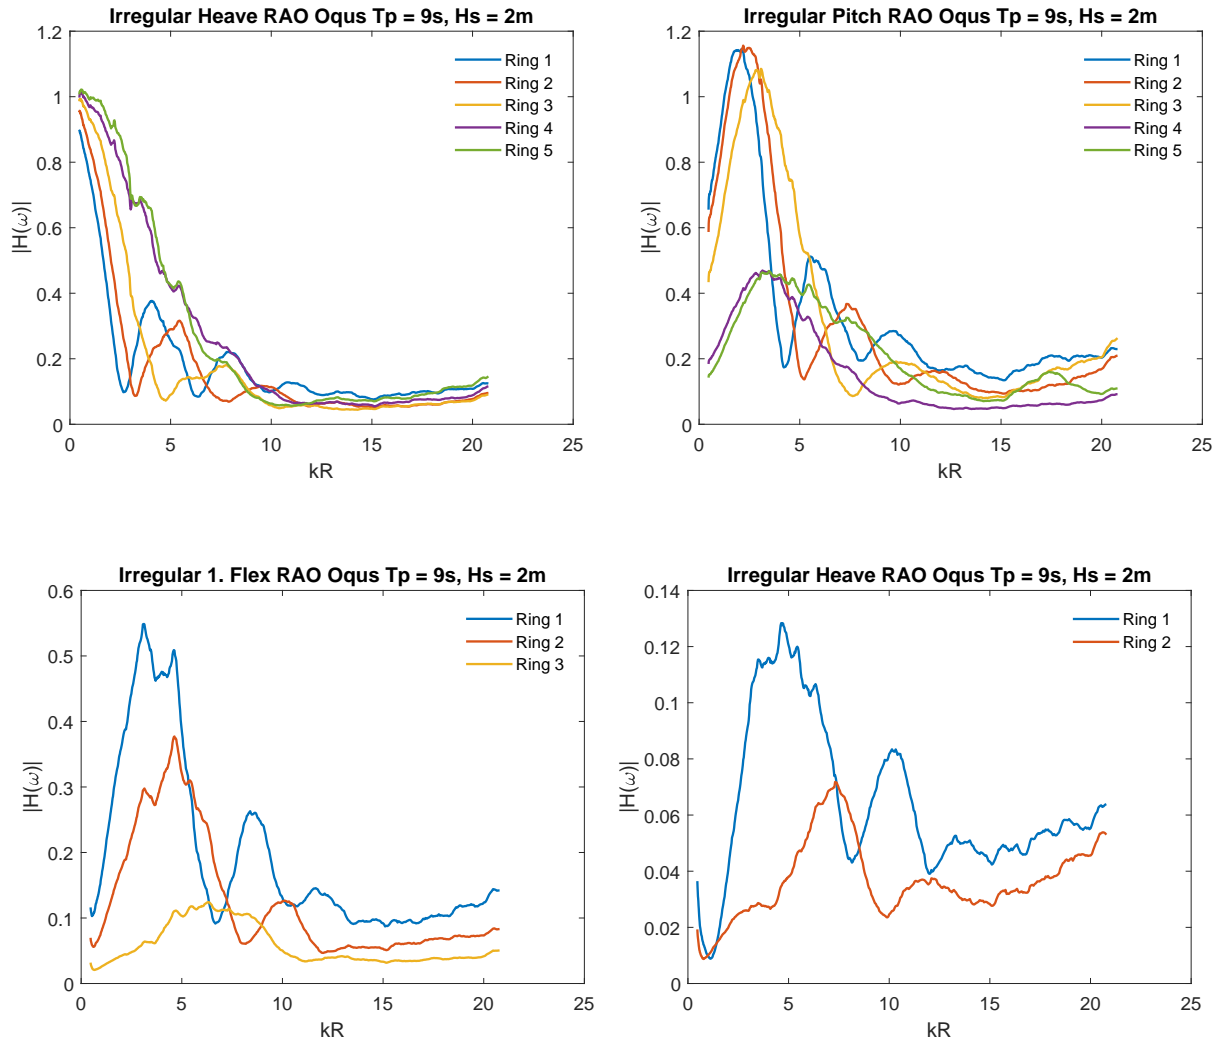 Irregular Heave RAO Oqus Tp = 9s, Hs = 2m
1.2
1
0.8
0.6
0.4
0.2
0
|H(ω)|
Ring 1
Ring 2
Ring 3
Ring 4
Ring 5
0 5 10 15 20 25
kR
Irregular Pitch RAO Oqus Tp = 9s, Hs = 2m
1.2
1
0.8
0.6
0.4
0.2
0
|H(ω)|
Ring 1
Ring 2
Ring 3
Ring 4
Ring 5
0 5 10 15 20 25
kR
Irregular 1. Flex RAO Oqus Tp = 9s, Hs = 2m
0.6
0.5
0.4
0.3
0.2
0.1
0
|H(ω)|
Ring 1
Ring 2
Ring 3
0 5 10 15 20 25
kR
Irregular Heave RAO Oqus Tp = 9s, Hs = 2m
0.14
0.12
0.1
0.08
0.06
0.04
0.02
0
|H(ω)|
Ring 1
Ring 2
0 5 10 15 20 25
kR